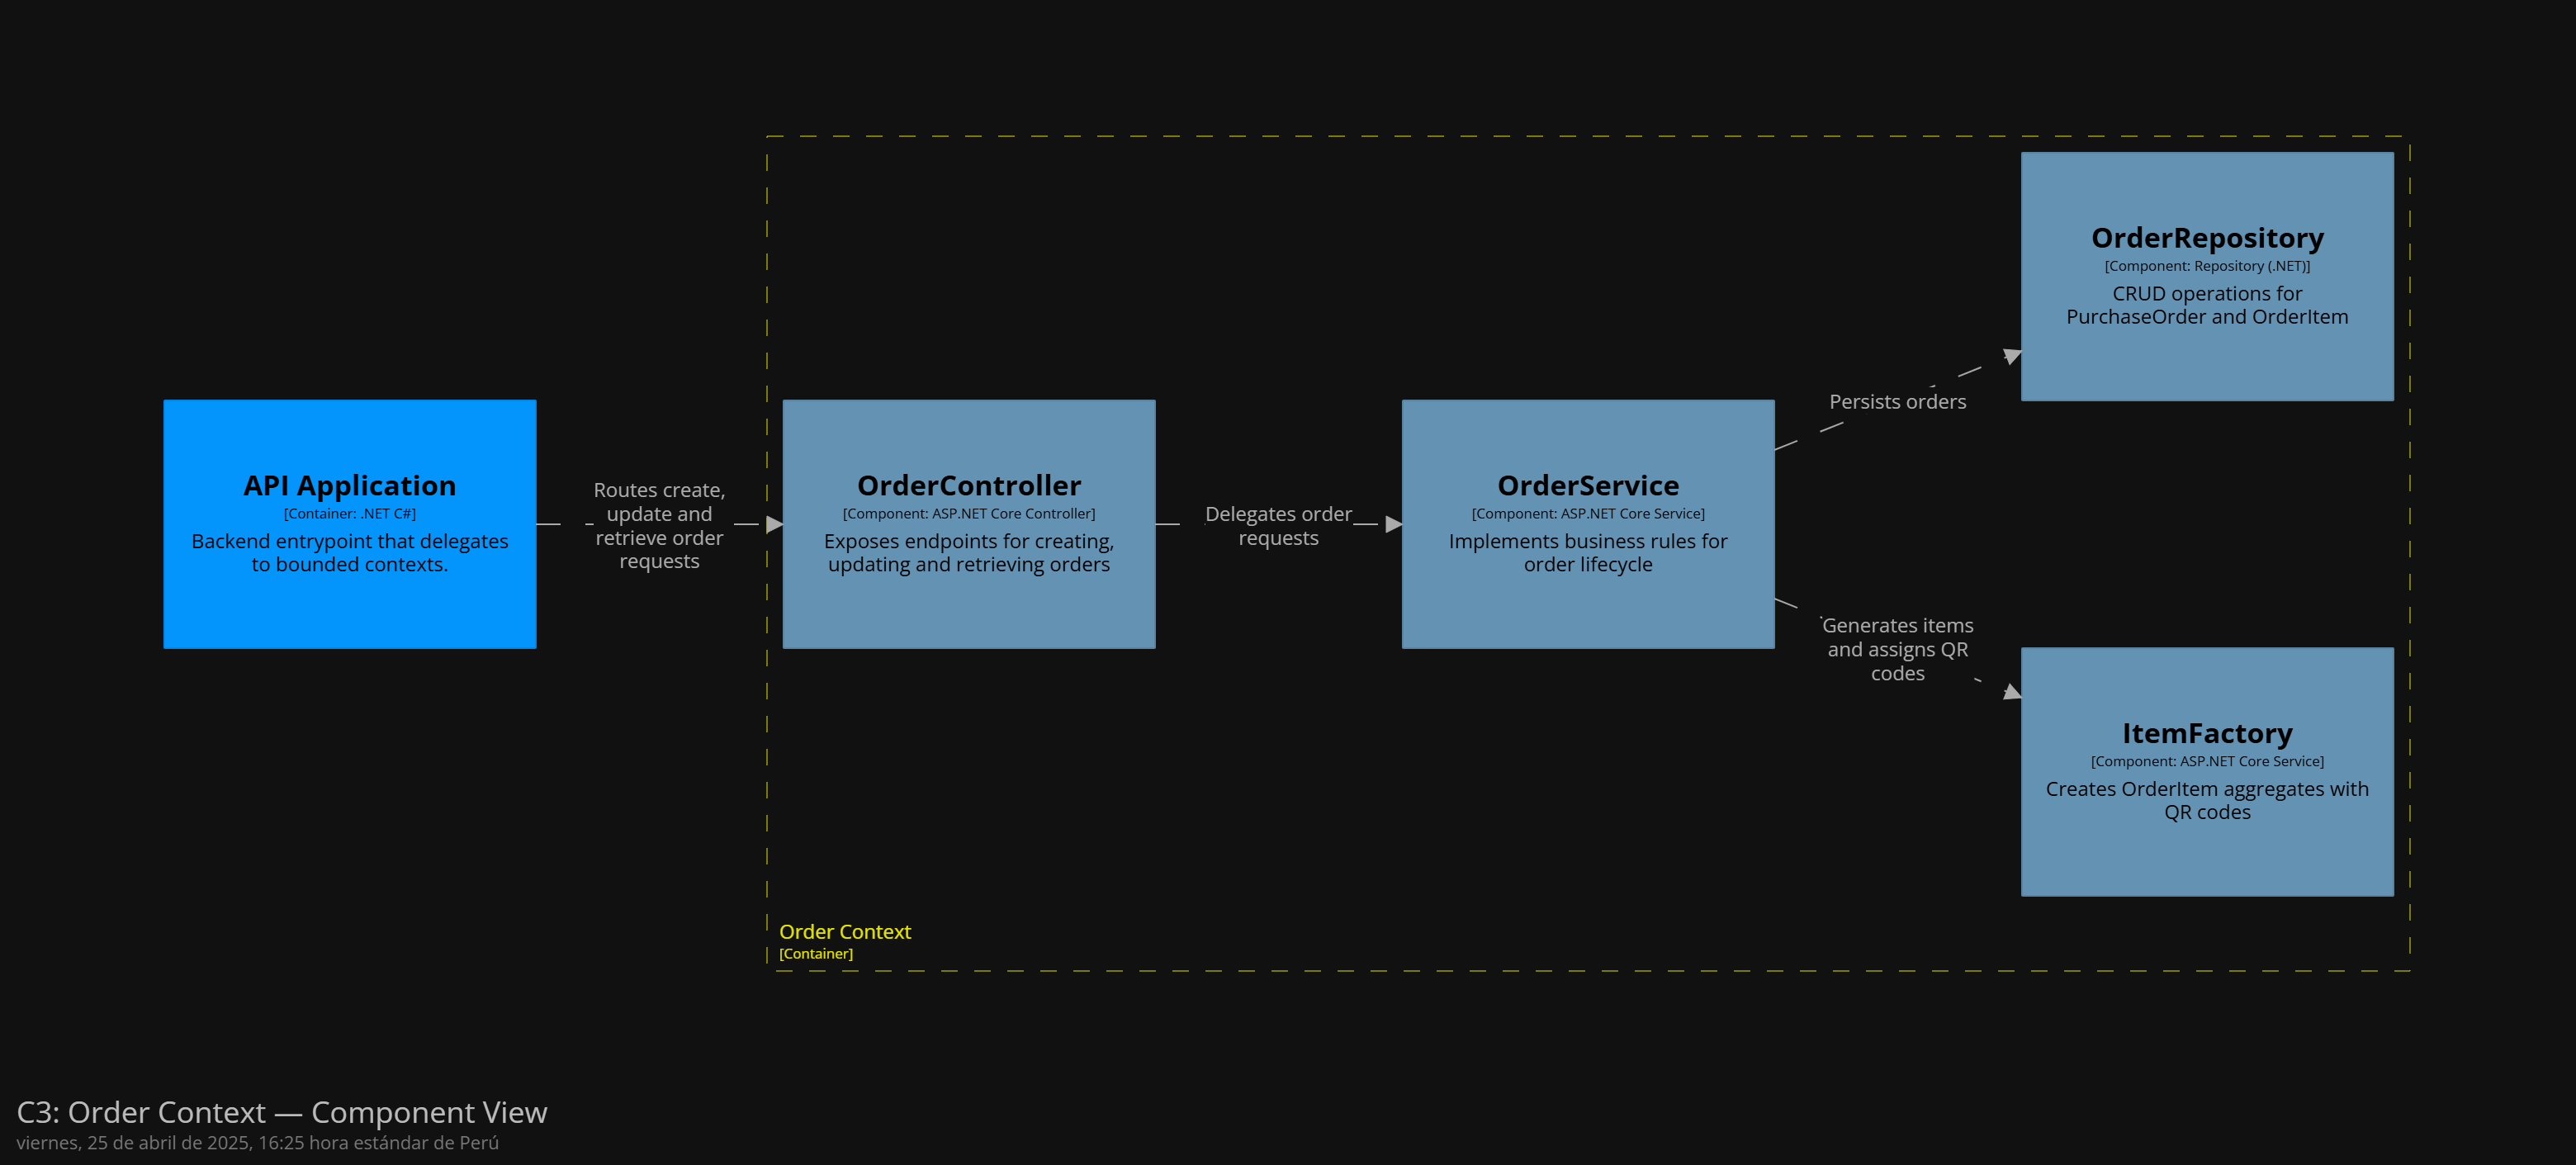 API Application
[Container: .NET C#]
Backend entrypoint that delegates
to bounded contexts.
Routes create,
update and
retrieve order
requests
OrderController
[Component: ASP.NET Core Controller]
Exposes endpoints for creating,
updating and retrieving orders
Delegates order
requests
OrderService
[Component: ASP.NET Core Service]
Implements business rules for
order lifecycle
Persists orders
OrderRepository
[Component: Repository (.NET)]
CRUD operations for
PurchaseOrder and OrderItem
Generates items
and assigns QR
codes
ItemFactory
[Component: ASP.NET Core Service]
Creates OrderItem aggregates with
QR codes
Order Context
[Container]
C3: Order Context — Component View
viernes, 25 de abril de 2025, 16:25 hora estándar de Perú